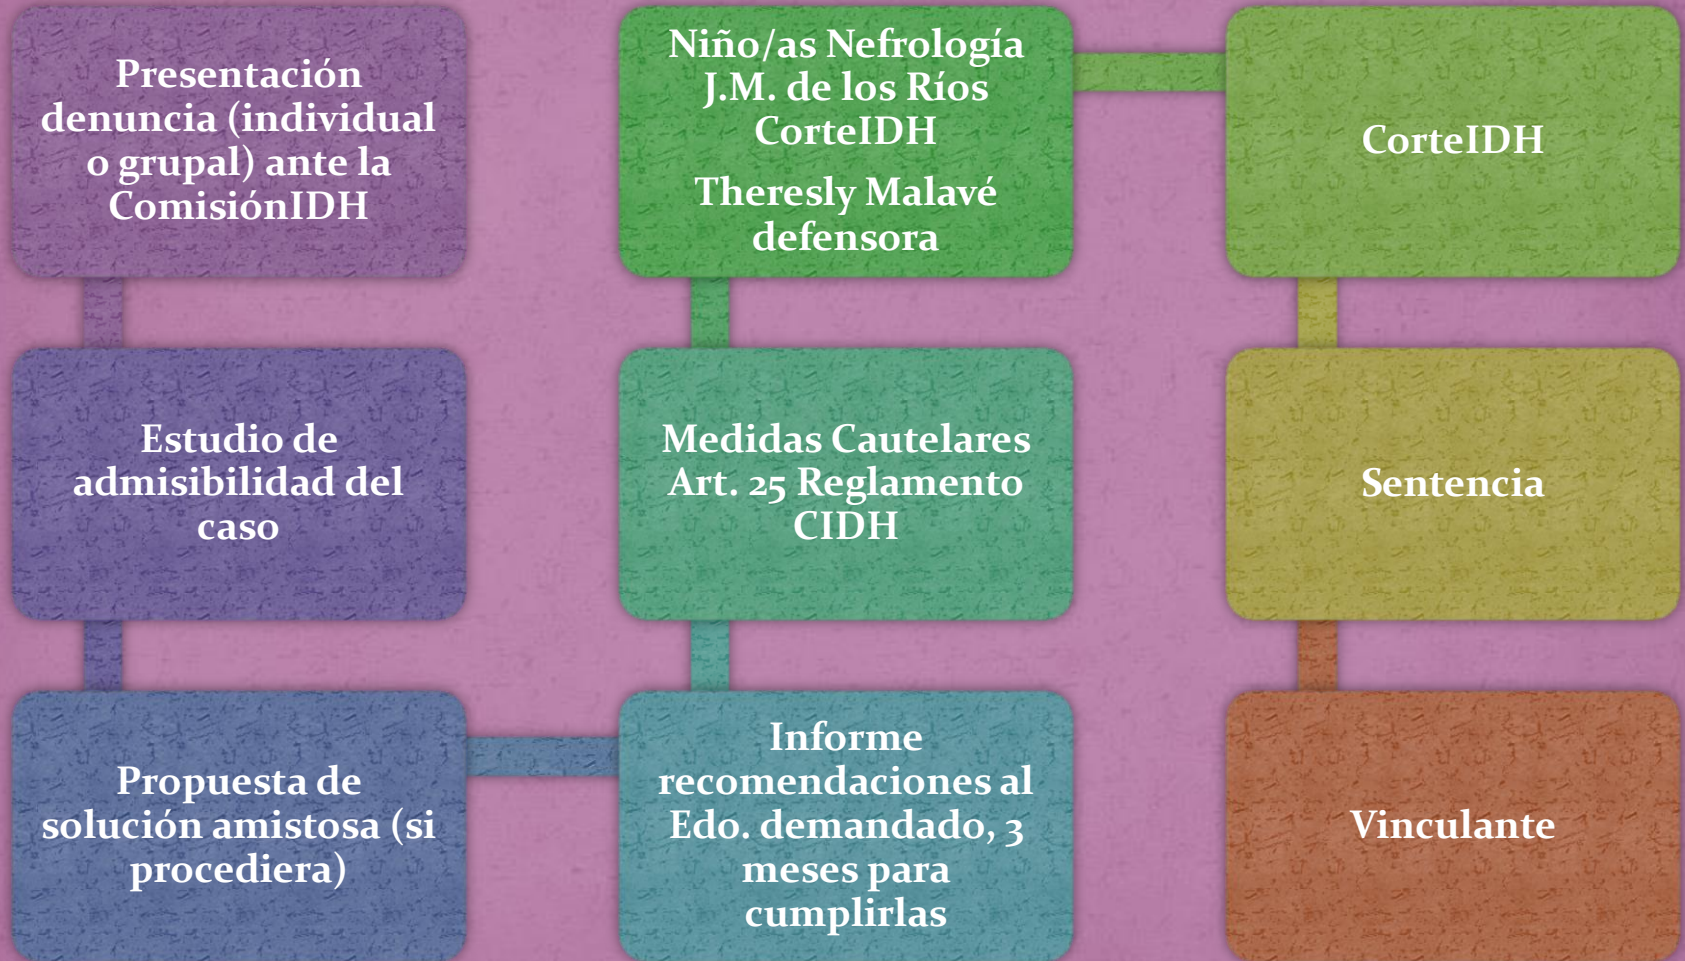 Presentación
denuncia (individual
o grupal) ante la
ComisiónIDH
Estudio de
admisibilidad del
caso
Propuesta de
solución amistosa (si
procediera)
Informe
recomendaciones al
Edo. demandado, 3
meses para
cumplirlas
Medidas Cautelares
Art. 25 Reglamento
CIDH
Niño/as Nefrología
J.M. de los Ríos
CorteIDH
Theresly Malavé
defensora
CorteIDH
Sentencia
Vinculante